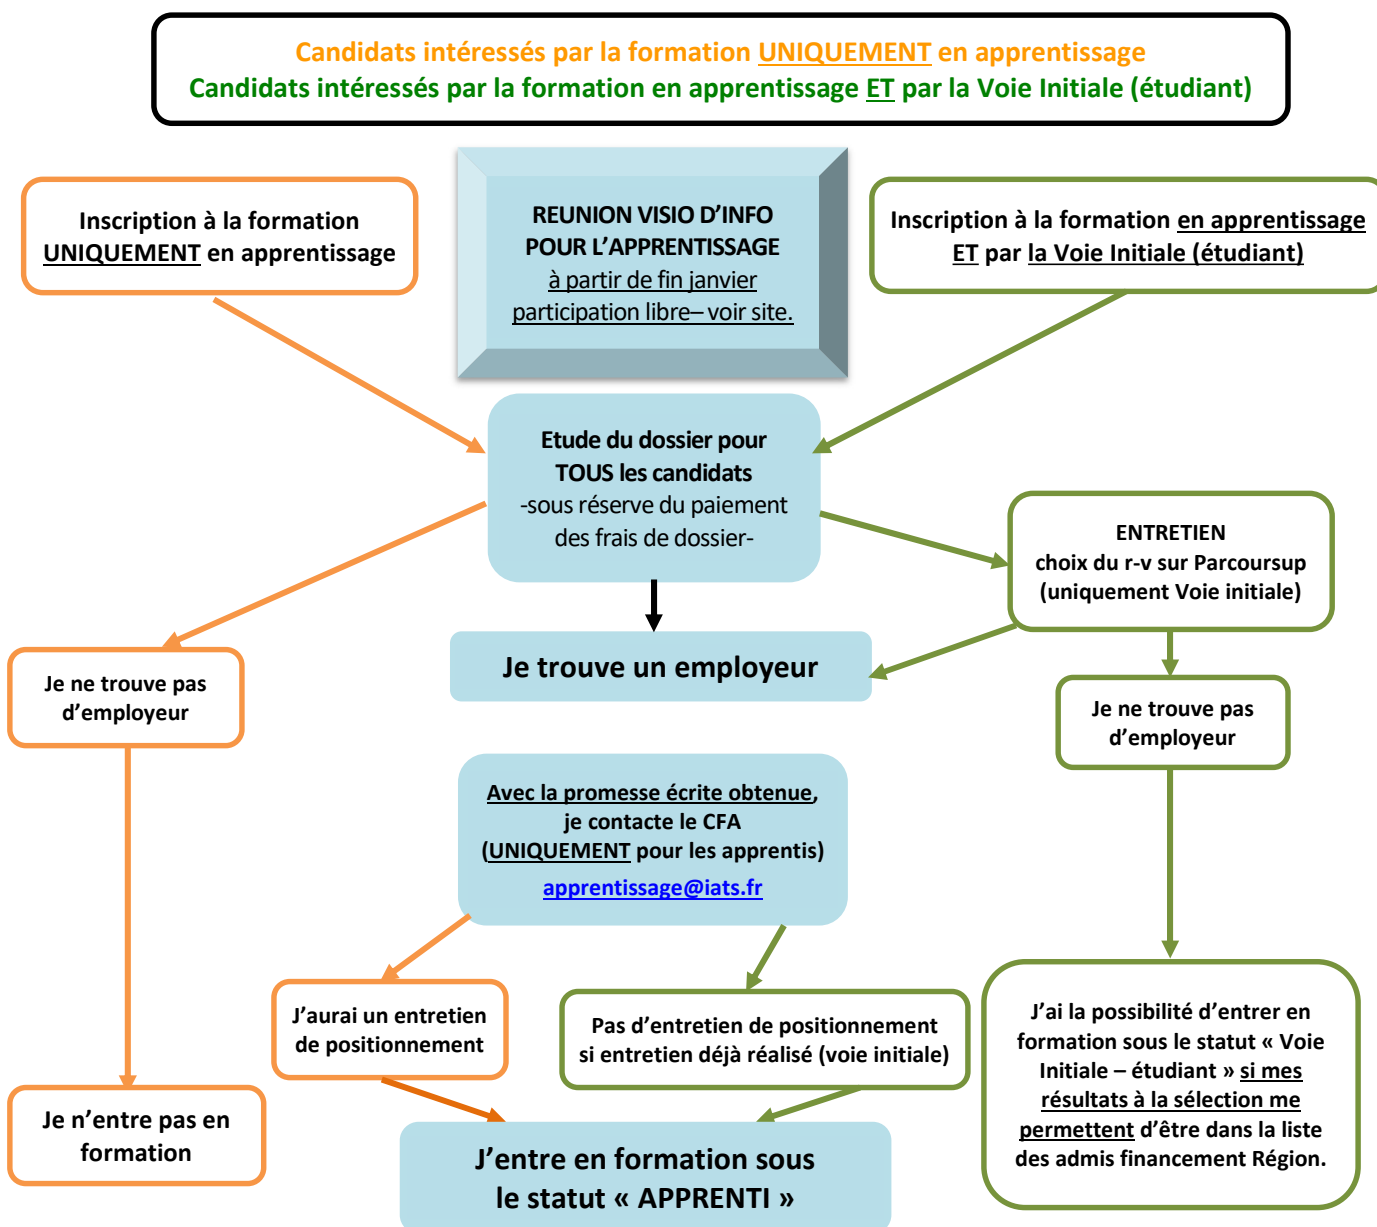 Candidats intéressés par la formation UNIQUEMENT en apprentissage
Candidats intéressés par la formation en apprentissage ET par la Voie Initiale (étudiant)
Inscription à la formation
UNIQUEMENT en apprentissage
REUNION VISIO D’INFO
POUR L’APPRENTISSAGE
à partir de fin janvier
participation libre– voir site.
Inscription à la formation en apprentissage
ET par la Voie Initiale (étudiant)
Etude du dossier pour
TOUS les candidats
-sous réserve du paiement
des frais de dossier-
ENTRETIEN
choix du r-v sur Parcoursup
(uniquement Voie initiale)
Je trouve un employeur
Je ne trouve pas
d’employeur
Je ne trouve pas
d’employeur
Avec la promesse écrite obtenue,
je contacte le CFA
(UNIQUEMENT pour les apprentis)
apprentissage@iats.fr
J’aurai un entretien
de positionnement
Pas d’entretien de positionnement
si entretien déjà réalisé (voie initiale)
J’ai la possibilité d’entrer en
formation sous le statut « Voie
Initiale – étudiant » si mes
résultats à la sélection me
permettent d’être dans la liste
des admis financement Région.
Je n’entre pas en
formation
J’entre en formation sous
le statut « APPRENTI »